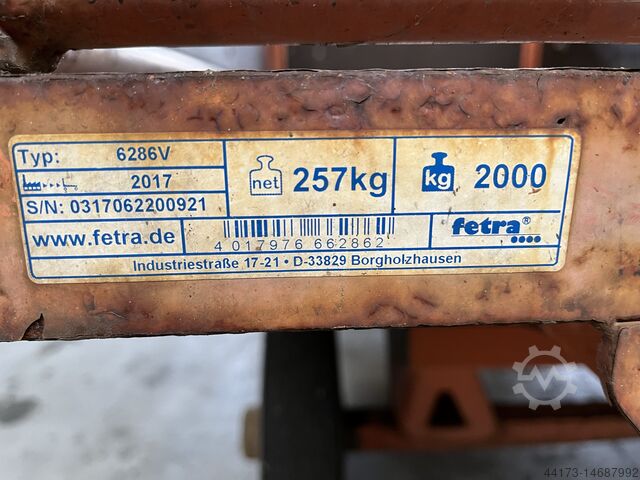 Typ: 6286V
2017
S/N: 0317062200921
net 257kg
kg 2000
www.fetra.de
4 017976 662862
fetra®
Industriestraße 17-21 • D-33829 Borgholzhausen
44173-14687992